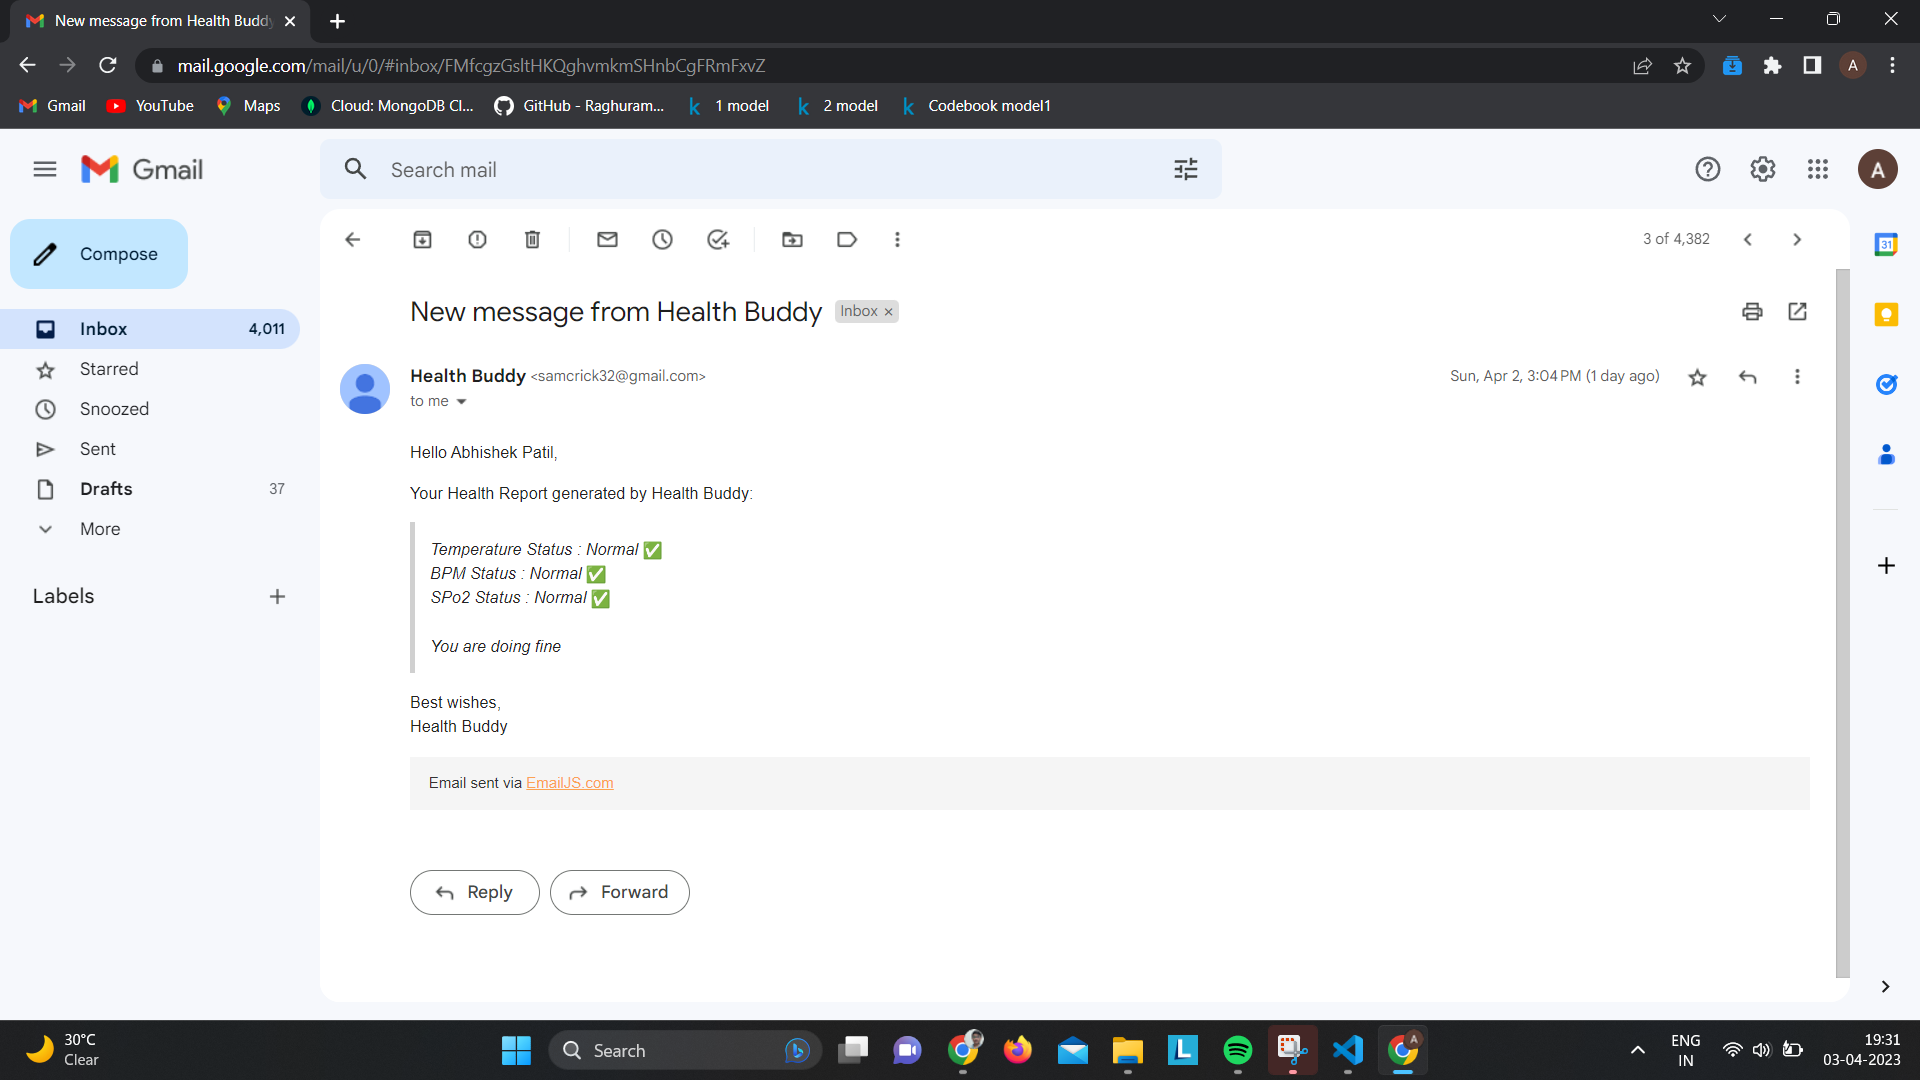 New message from Health Budd
mail.google.com/mail/u/0/#inbox/FMfcgzGsltHKQghvmkmSHnbCgFRmFxvZ
A
Gmail
YouTube
Maps
Cloud: MongoDB Cl...
GitHub - Raghuram...
k 1 model
k 2 model
k Codebook model1
Gmail
Search mail
A
Compose
3 of 4,382
31
New message from Health Buddy Inbox ×
Inbox 4,011
Starred
Snoozed
Sent
Drafts 37
More
Labels
Health Buddy <samcrick32@gmail.com>
Sun, Apr 2, 3:04 PM (1 day ago)
to me
Hello Abhishek Patil,
Your Health Report generated by Health Buddy:
Temperature Status : Normal ✅
BPM Status : Normal ✅
SPo2 Status : Normal ✅
You are doing fine
Best wishes,
Health Buddy
Email sent via EmailJS.com
Reply
Forward
30°C
Clear
Search
L
A
ENG
IN
19:31
03-04-2023